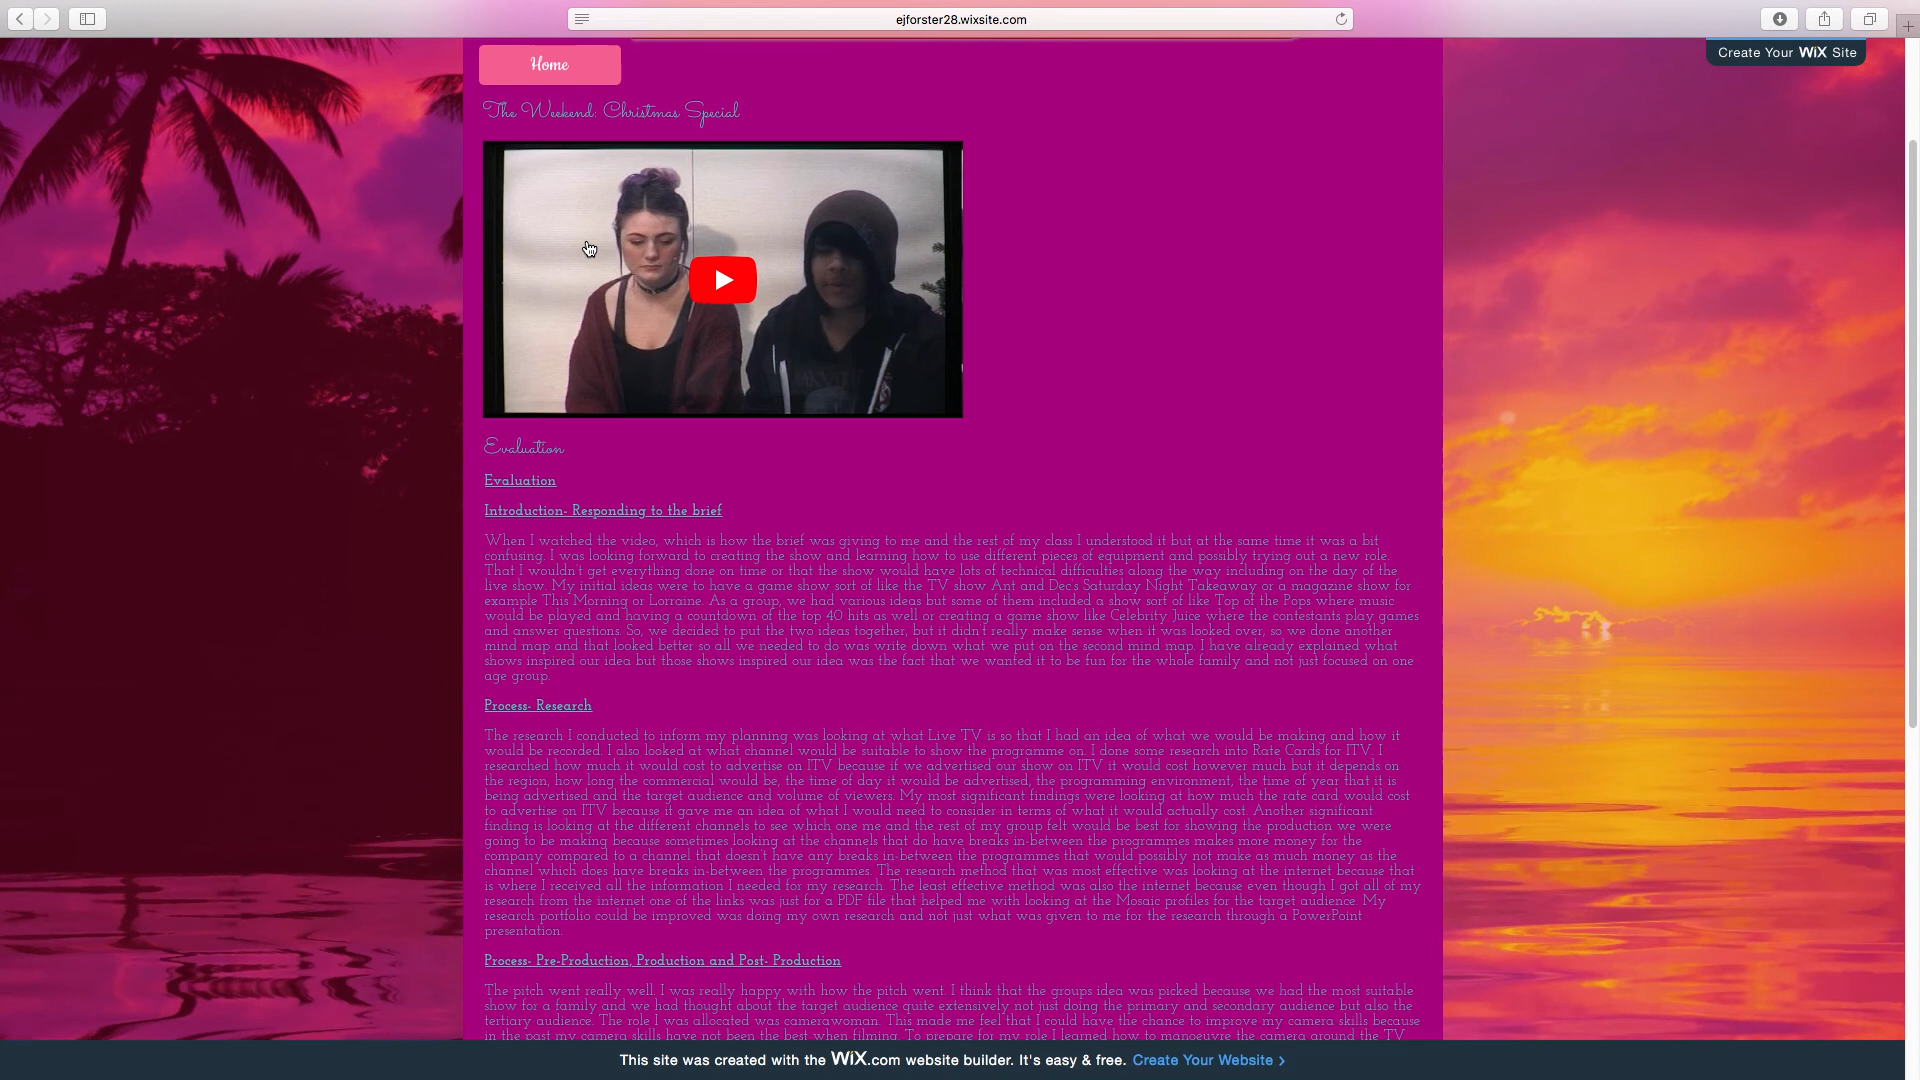 ejforster28.wixsite.com
Create Your WiX Site
Home
The Weekend: Christmas Special
Evaluation
Evaluation
Introduction- Responding to the brief
When I watched the video, which is how the brief was giving to me and the rest of my class I understood it but at the same time it was a bit
confusing. I was looking forward to creating the show and learning how to use different pieces of equipment and possibly trying out a new role.
That I wouldn't get everything done on time or that the show would have lots of technical difficulties along the way including on the day of the
live show. My initial ideas were to have a game show sort of like the TV show Ant and Dec's Saturday Night Takeaway or a magazine show for
example This Morning or Lorraine. As a group, we had various ideas but some of them included a show sort of like Top of the Pops where music
would be played and having a countdown of the top 40 hits as well or creating a game show like Celebrity Juice where the contestants play games
and answer questions. So, we decided to put the two ideas together, but it didn't really make sense when it was looked over, so we done another
mind map and that looked better so all we needed to do was write down what we put on the second mind map. I have already explained what
shows inspired our idea but those shows inspired our idea was the fact that we wanted it to be fun for the whole family and not just focused on one
age group.
Process- Research
The research I conducted to inform my planning was looking at what Live TV is so that I had an idea of what we would be making and how it
would be recorded. I also looked at what channel would be suitable to show the programme on. I done some research into Rate Cards for ITV. I
researched how much it would cost to advertise on ITV because if we advertised our show on ITV it would cost however much but it depends on
the region, how long the commercial would be, the time of day it would be advertised, the programming environment, the time of year that it is
being advertised and the target audience and volume of viewers. My most significant findings were looking at how much the rate card would cost
to advertise on ITV because it gave me an idea of what I would need to consider in terms of what it would actually cost. Another significant
finding is looking at the different channels to see which one me and the rest of my group felt would be best for showing the production we were
going to be making because sometimes looking at the channels that do have breaks in-between the programmes makes more money for the
company compared to a channel that doesn't have any breaks in-between the programmes that would possibly not make as much money as the
channel which does have breaks in-between the programmes. The research method that was most effective was looking at the internet because that
is where I received all the information I needed for my research. The least effective method was also the internet because even though I got all of my
research from the internet one of the links was just for a PDF file that helped me with looking at the Mosaic profiles for the target audience. My
research portfolio could be improved was doing my own research and not just what was given to me for the research through a PowerPoint
presentation.
Process- Pre-Production, Production and Post- Production
The pitch went really well. I was really happy with how the pitch went. I think that the groups idea was picked because we had the most suitable
show for a family and we had thought about the target audience quite extensively not just doing the primary and secondary audience but also the
tertiary audience. The role I was allocated was camerawoman. This made me feel that I could have the chance to improve my camera skills because
in the past my camera skills have not been the best when filming. To prepare for my role I learned how to manoeuvre the camera around the TV
This site was created with the WiX.com website builder. It's easy & free. Create Your Website >